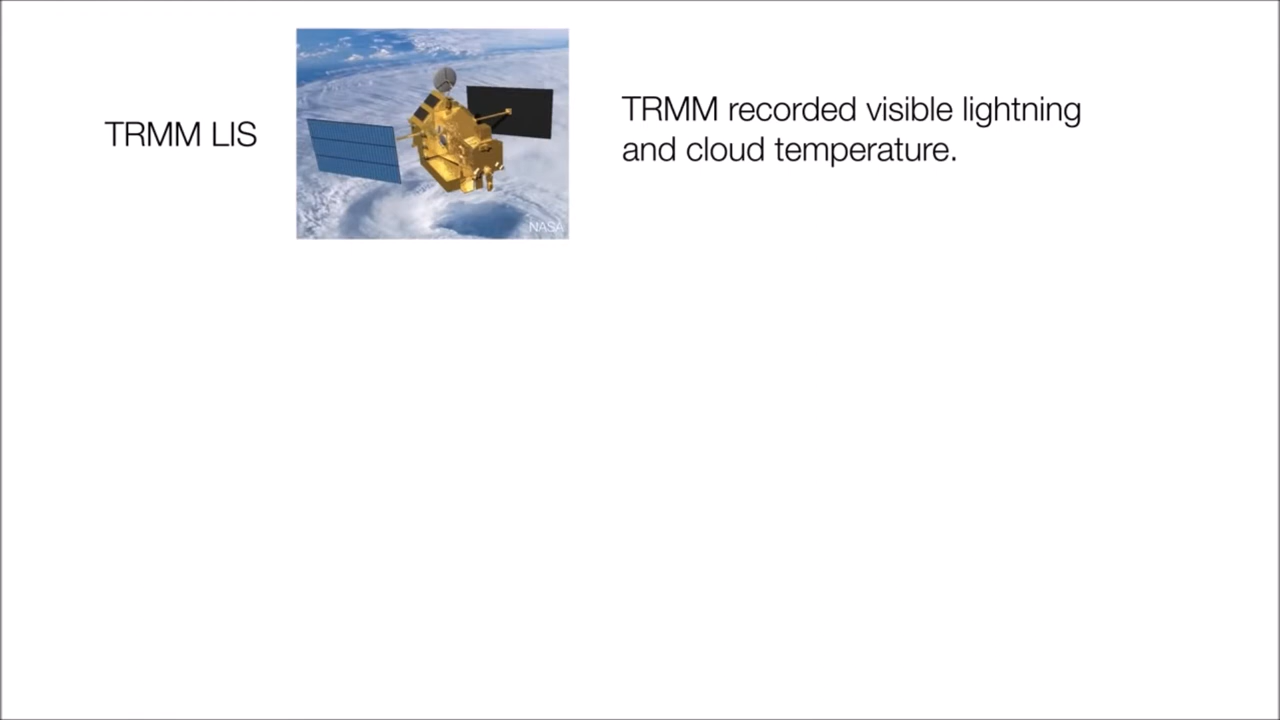 TRMM LIS
NASA
TRMM recorded visible lightning
and cloud temperature.